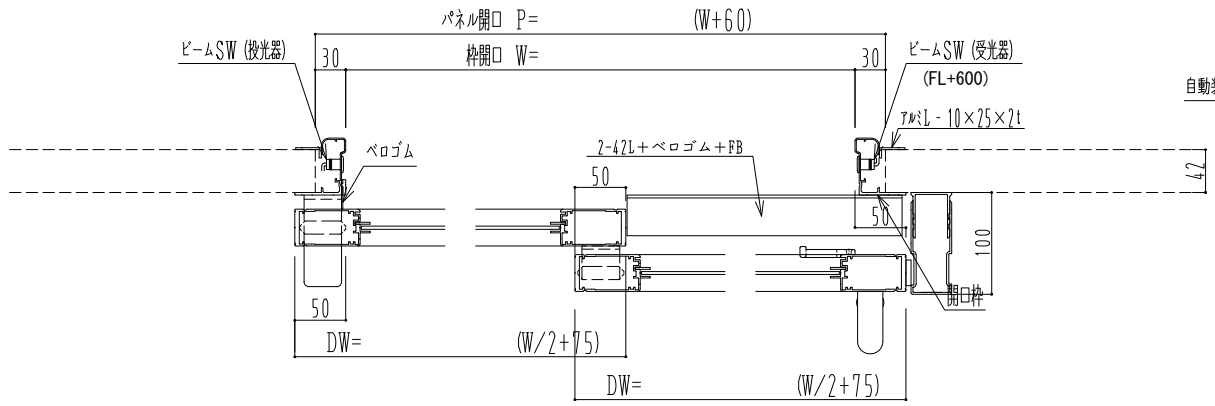 パネル開口 P= (W+60)
ビームSW (投光器)
30
枠開口 W=
30
ビームSW (受光器)
(FL+600)
自動
アルミL - 10×25×2t
ベロゴム
2-42L+ベロゴム+FB
42
50
50
100
開口枠
50
DW= (W/2+75)
DW= (W/2+75)